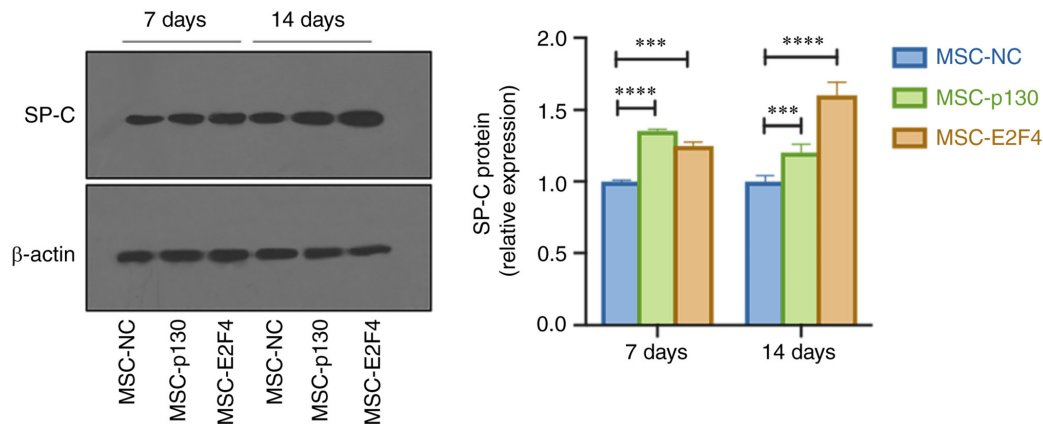 7 days
14 days
SP-C
β-actin
MSC-NC
MSC-p130
MSC-E2F4
MSC-NC
MSC-p130
MSC-E2F4
SP-C protein
(relative expression)
2.0
1.5
1.0
0.5
0.0
***
****
****
***
7 days
14 days
MSC-NC
MSC-p130
MSC-E2F4